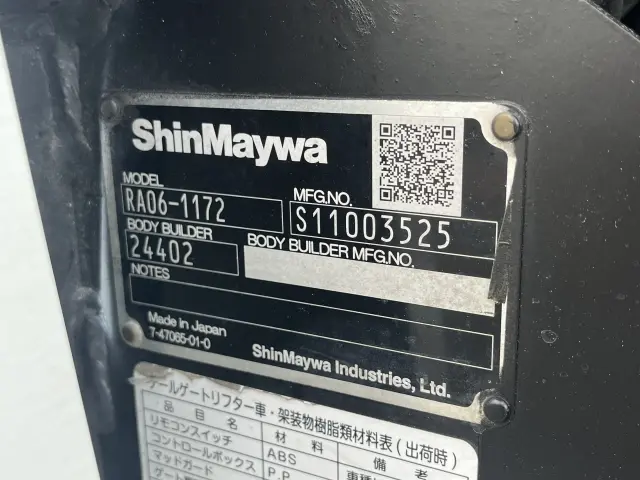 ShinMaywa
MODEL
RA06-1172
MFG.NO.
S11003525
BODY BUILDER
24402
BODY BUILDER MFG.NO.
NOTES
Made in Japan
7-47065-01-0
ShinMaywa Industries, Ltd.
テールゲートリフター車・架装物樹脂類材料表(出荷時)
品目 材料 備考
リモコンスイッチ ABS
コントロールボックス P.P
マッドガード